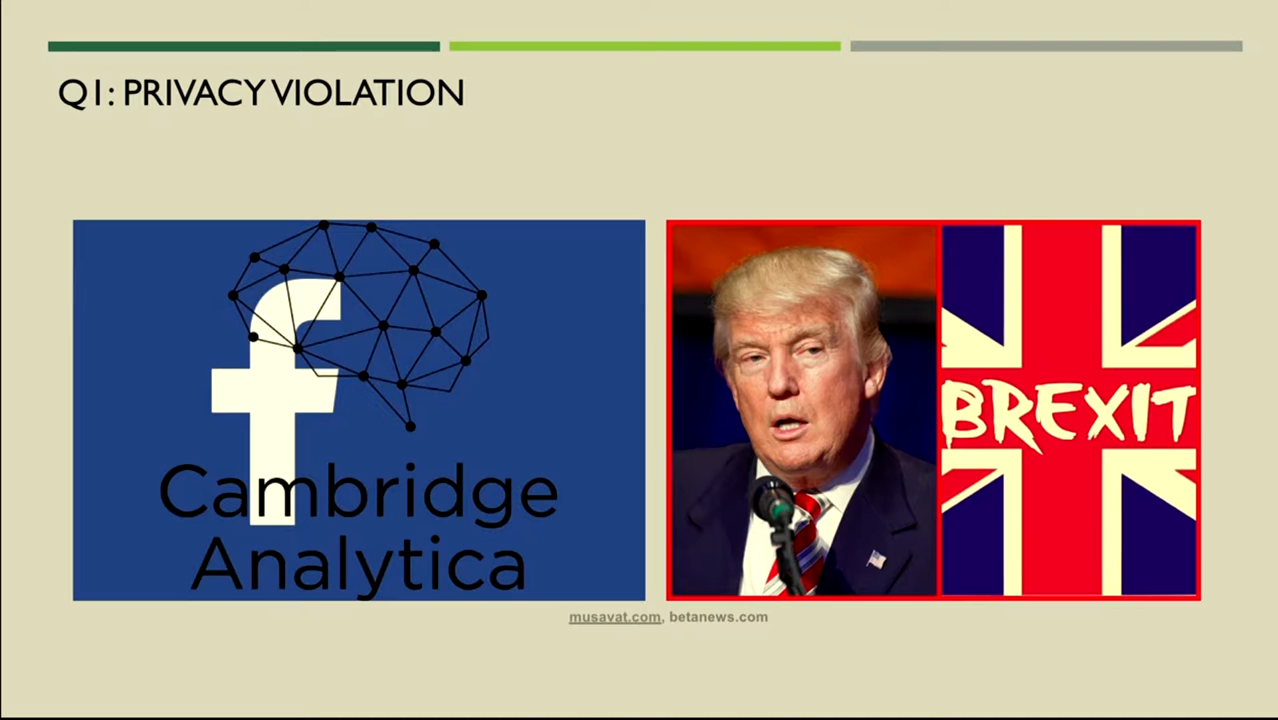 Q1: PRIVACY VIOLATION
f
Cambridge
Analytica
BREXIT
musavat.com, betanews.com